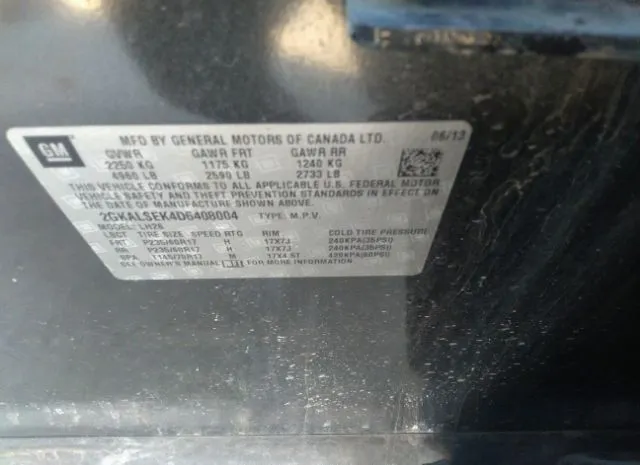 GM
MFD BY GENERAL MOTORS OF CANADA LTD. 06/13
GVWR GAWR FRT GAWR RR
2250 KG 1175 KG 1240 KG
4960 LB 2590 LB 2733 LB
THIS VEHICLE CONFORMS TO ALL APPLICABLE U.S. FEDERAL MOTOR
VEHICLE SAFETY AND THEFT PREVENTION STANDARDS IN EFFECT ON
THE DATE OF MANUFACTURE SHOWN ABOVE.
2GKALSEK4D6408004 TYPE: M.P.V.
MODEL: LH26
LOCT TIRE SIZE SPEED RTG RIM COLD TIRE PRESSURE
FRT P235/60R17 H 17X7J 240KPA(35PSI)
RR P235/60R17 H 17X7J 240KPA(35PSI)
SPA T145/70R17 M 17X4.5T 420KPA(60PSI)
SEE OWNER'S MANUAL FOR MORE INFORMATION